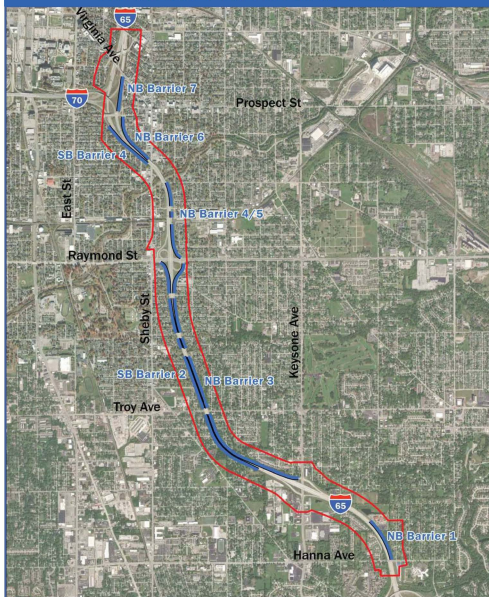 65
Virginia Ave
70
NB Barrier 7
Prospect St
NB Barrier 6
SB Barrier 4
East St
NB Barrier 4/5
Raymond St
Shelby St
Keysone Ave
SB Barrier 2
NB Barrier 3
Troy Ave
65
NB Barrier 1
Hanna Ave